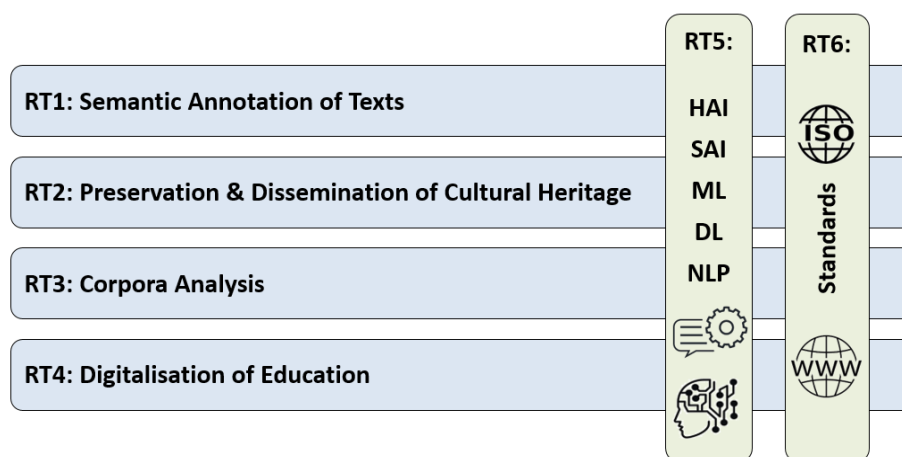 RT1: Semantic Annotation of Texts
RT2: Preservation & Dissemination of Cultural Heritage
RT3: Corpora Analysis
RT4: Digitalisation of Education
RT5:
HAI
SAI
ML
DL
NLP
RT6:
ISO
Standards
WWW